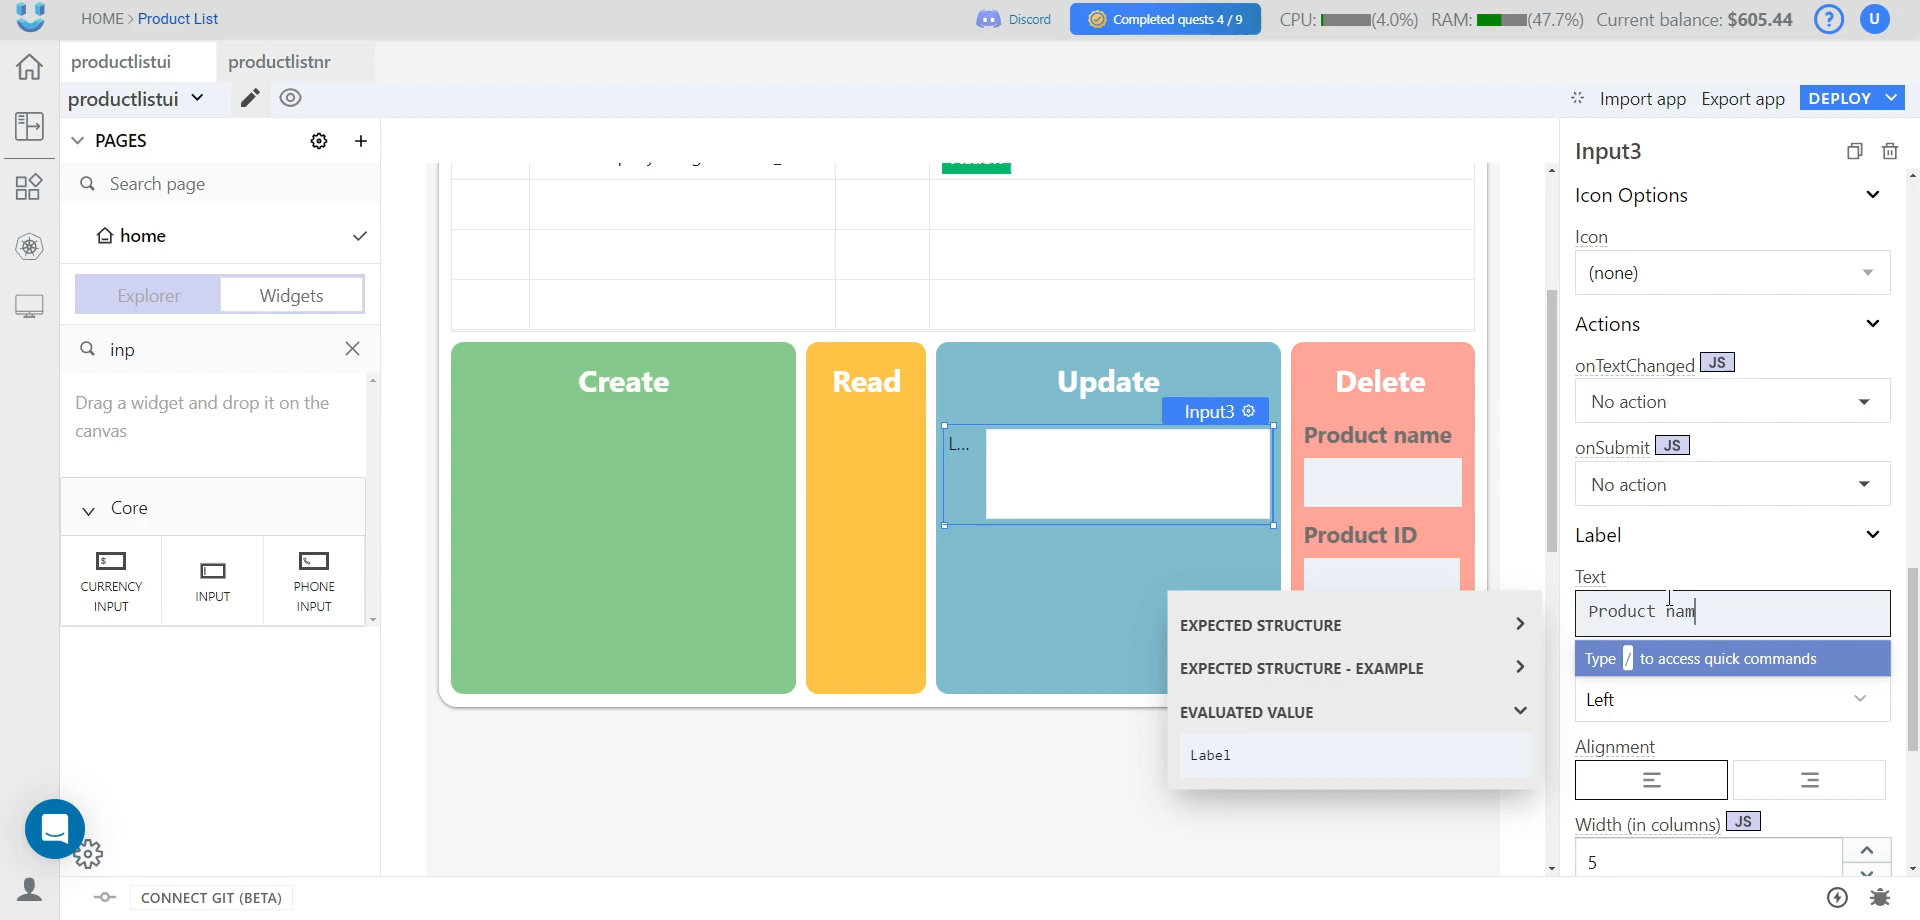 HOME > Product List
Discord
Completed quests 4 / 9
CPU: (4.0%) RAM: (47.7%) Current balance: $605.44
?
U
productlistui
productlistnr
productlistui
Import app
Export app
DEPLOY
PAGES
Search page
home
Explorer
Widgets
inp
Drag a widget and drop it on the
canvas
Core
$
CURRENCY
INPUT
INPUT
PHONE
INPUT
Create
Read
Update
Input3
L...
Delete
Product name
Product ID
EXPECTED STRUCTURE
EXPECTED STRUCTURE - EXAMPLE
EVALUATED VALUE
Label
Input3
Icon Options
Icon
(none)
Actions
onTextChanged JS
No action
onSubmit JS
No action
Label
Text
Product nam
Type / to access quick commands
Left
Alignment
Width (in columns) JS
5
CONNECT GIT (BETA)